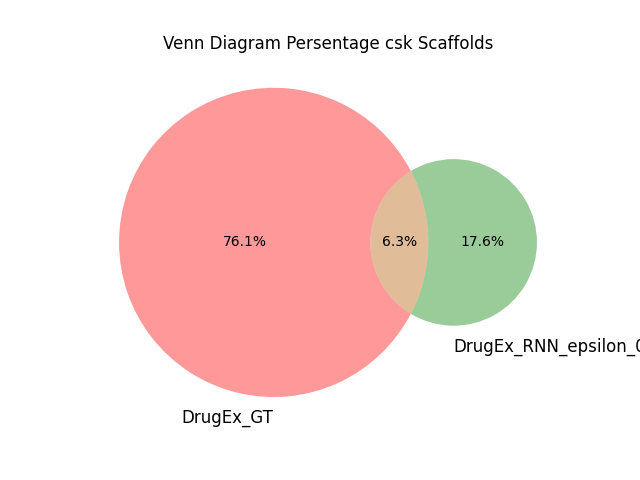 Venn Diagram Persentage csk Scaffolds
76.1%
6.3%
17.6%
DrugEx_RNN_epsilon_0
DrugEx_GT